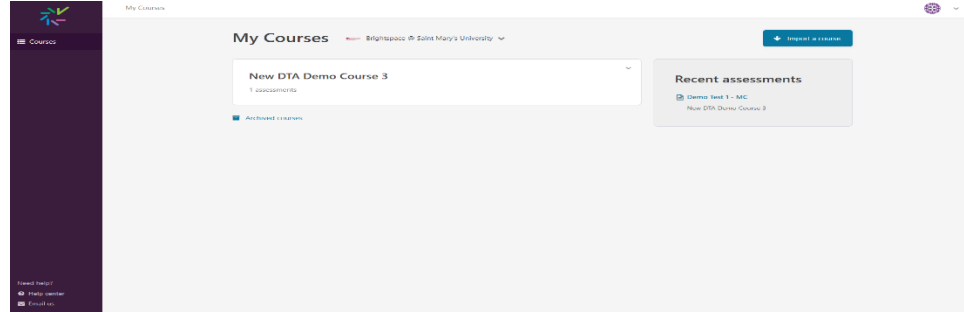 My Courses
Courses
My Courses
Brightspace @ Saint Mary's University
Import a course
New DTA Demo Course 3
1 assessments
Archived courses
Recent assessments
Demo Test 1 - MC
New DTA Demo Course 3
Need help?
Help center
Email us